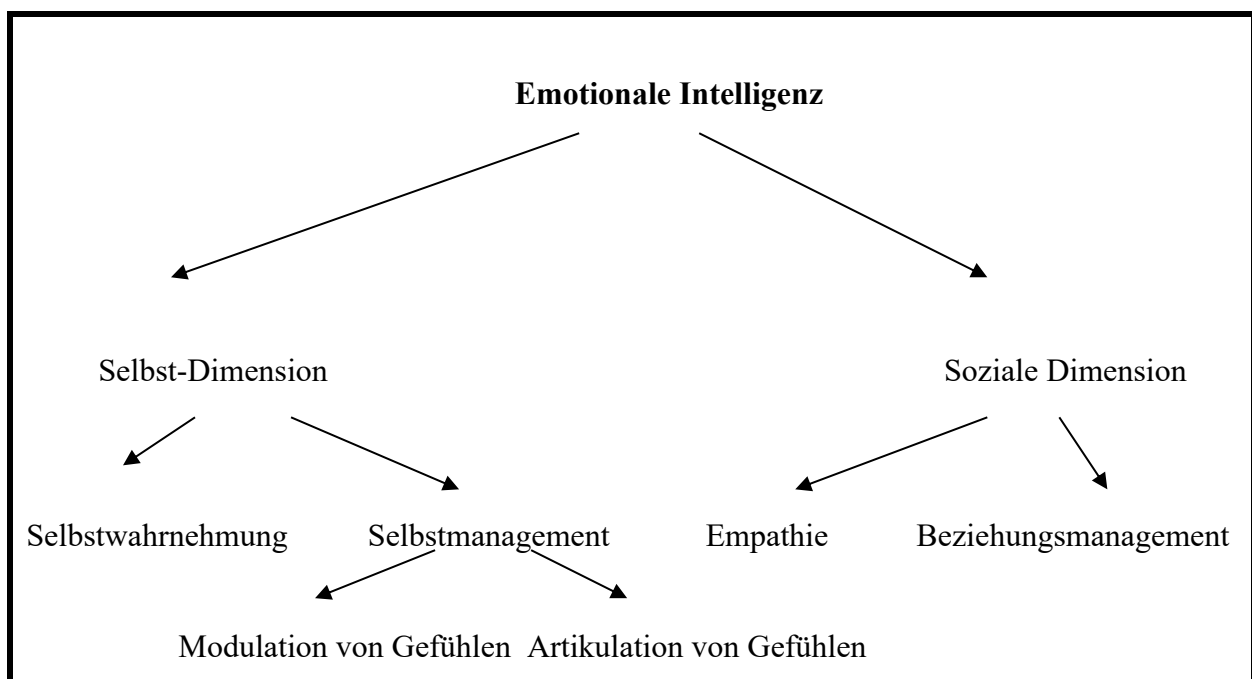 Emotionale Intelligenz
Selbst-Dimension Soziale Dimension
Selbstwahrnehmung Selbstmanagement Empathie Beziehungsmanagement
Modulation von Gefühlen Artikulation von Gefühlen